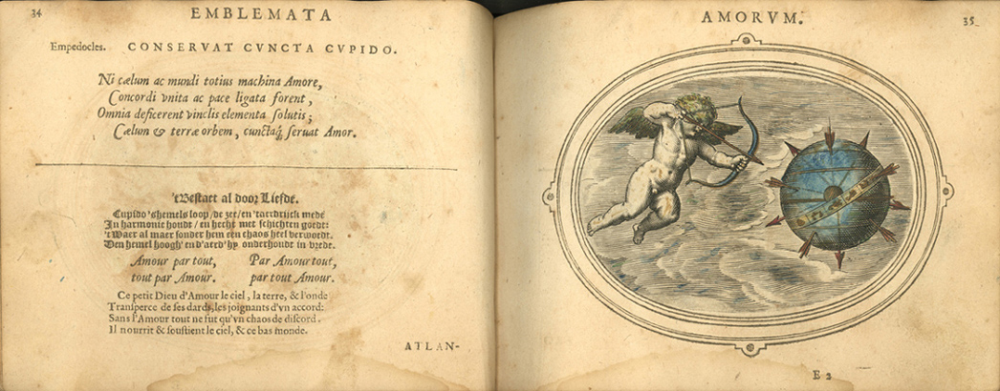 34
EMBLEMATA
Empedocles. CONSERVAT CVNCTA CVPIDO.
Ni cælum ac mundi totius machina Amore,
Concordi vnita ac pace ligata forent,
Omnia deficerent vinclis elementa solutis;
Cælum & terræ orbem, cunctaq́ seruat Amor.
'tBestaet al door Liefde.
Cupido 'shemels loop/de zee/en 'taerdrijck mede
In harmonie houdt/en hecht met schichten goedt:
't Waer al maer sonder hem een chaos heel verwoedt.
Den hemel hoogh' en d'aerd' hy onderhoudt in vrede.
Amour par tout, Par Amour tout,
tout par Amour. par tout Amour.
Ce petit Dieu d'Amour le ciel, la terre, & l'onde
Transperce de ses dards, les joignants d'vn accord:
Sans l'Amour tout ne fut qu'vn chaos de discord.
Il nourrit & soustient le ciel, & ce bas monde.
ATLAN-
AMORVM.
35
E 2